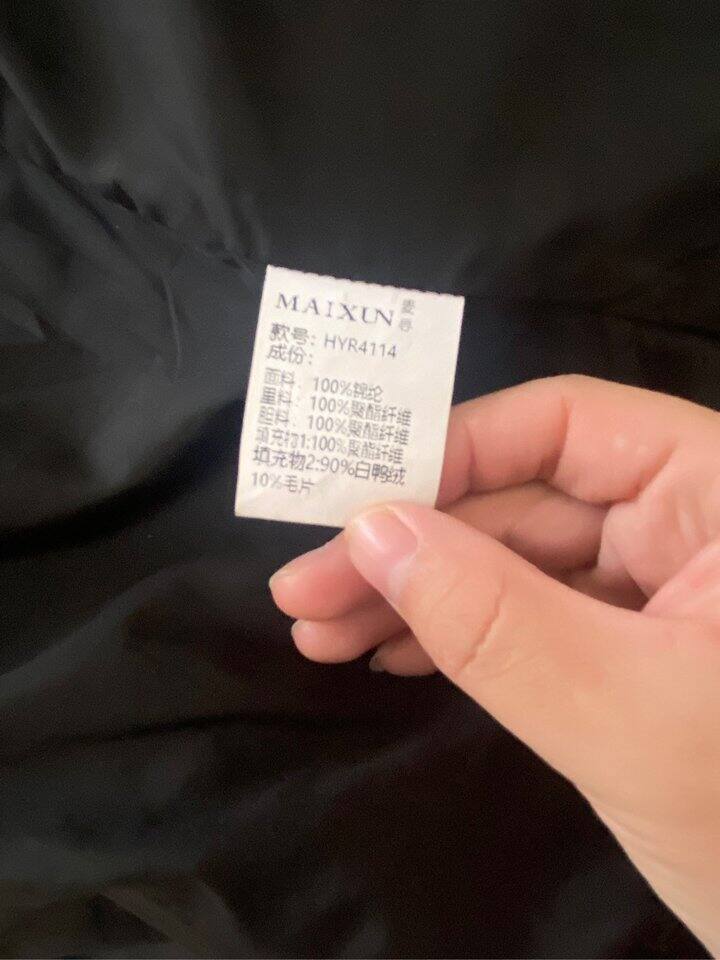 MAIXUN
款号：HYR4114
成份：
面料：100%锦纶
里料：100%聚酯纤维
胆料：100%聚酯纤维
填充物1:100%聚酯纤维
填充物2:90%白鸭绒
10%毛片